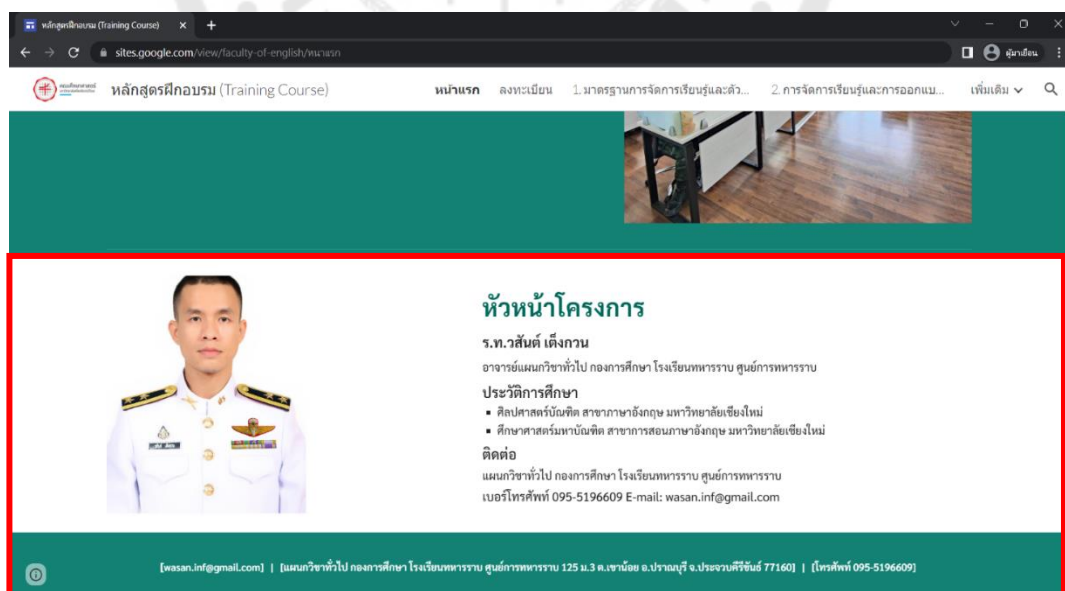 หลักสูตรฝึกอบรม (Training Course)
sites.google.com/view/faculty-of-english/หน้าแรก
ผู้มาเยือน
หลักสูตรฝึกอบรม (Training Course)
หน้าแรก ลงทะเบียน 1. มาตรฐานการจัดการเรียนรู้และตัว... 2. การจัดการเรียนรู้และการออกแบ... เพิ่มเติม
หัวหน้าโครงการ
ร.ท.วสันต์ เต็งกวน
อาจารย์แผนกวิชาทั่วไป กองการศึกษา โรงเรียนทหารราบ ศูนย์การทหารราบ
ประวัติการศึกษา
▪ ศิลปศาสตร์บัณฑิต สาขาภาษาอังกฤษ มหาวิทยาลัยเชียงใหม่
▪ ศึกษาศาสตร์มหาบัณฑิต สาขาการสอนภาษาอังกฤษ มหาวิทยาลัยเชียงใหม่
ติดต่อ
แผนกวิชาทั่วไป กองการศึกษา โรงเรียนทหารราบ ศูนย์การทหารราบ
เบอร์โทรศัพท์ 095-5196609 E-mail: wasan.inf@gmail.com
[wasan.inf@gmail.com] | [แผนกวิชาทั่วไป กองการศึกษา โรงเรียนทหารราบ ศูนย์การทหารราบ 125 ม.3 ต.เขาน้อย อ.ปราณบุรี จ.ประจวบคีรีขันธ์ 77160] | [โทรศัพท์ 095-5196609]